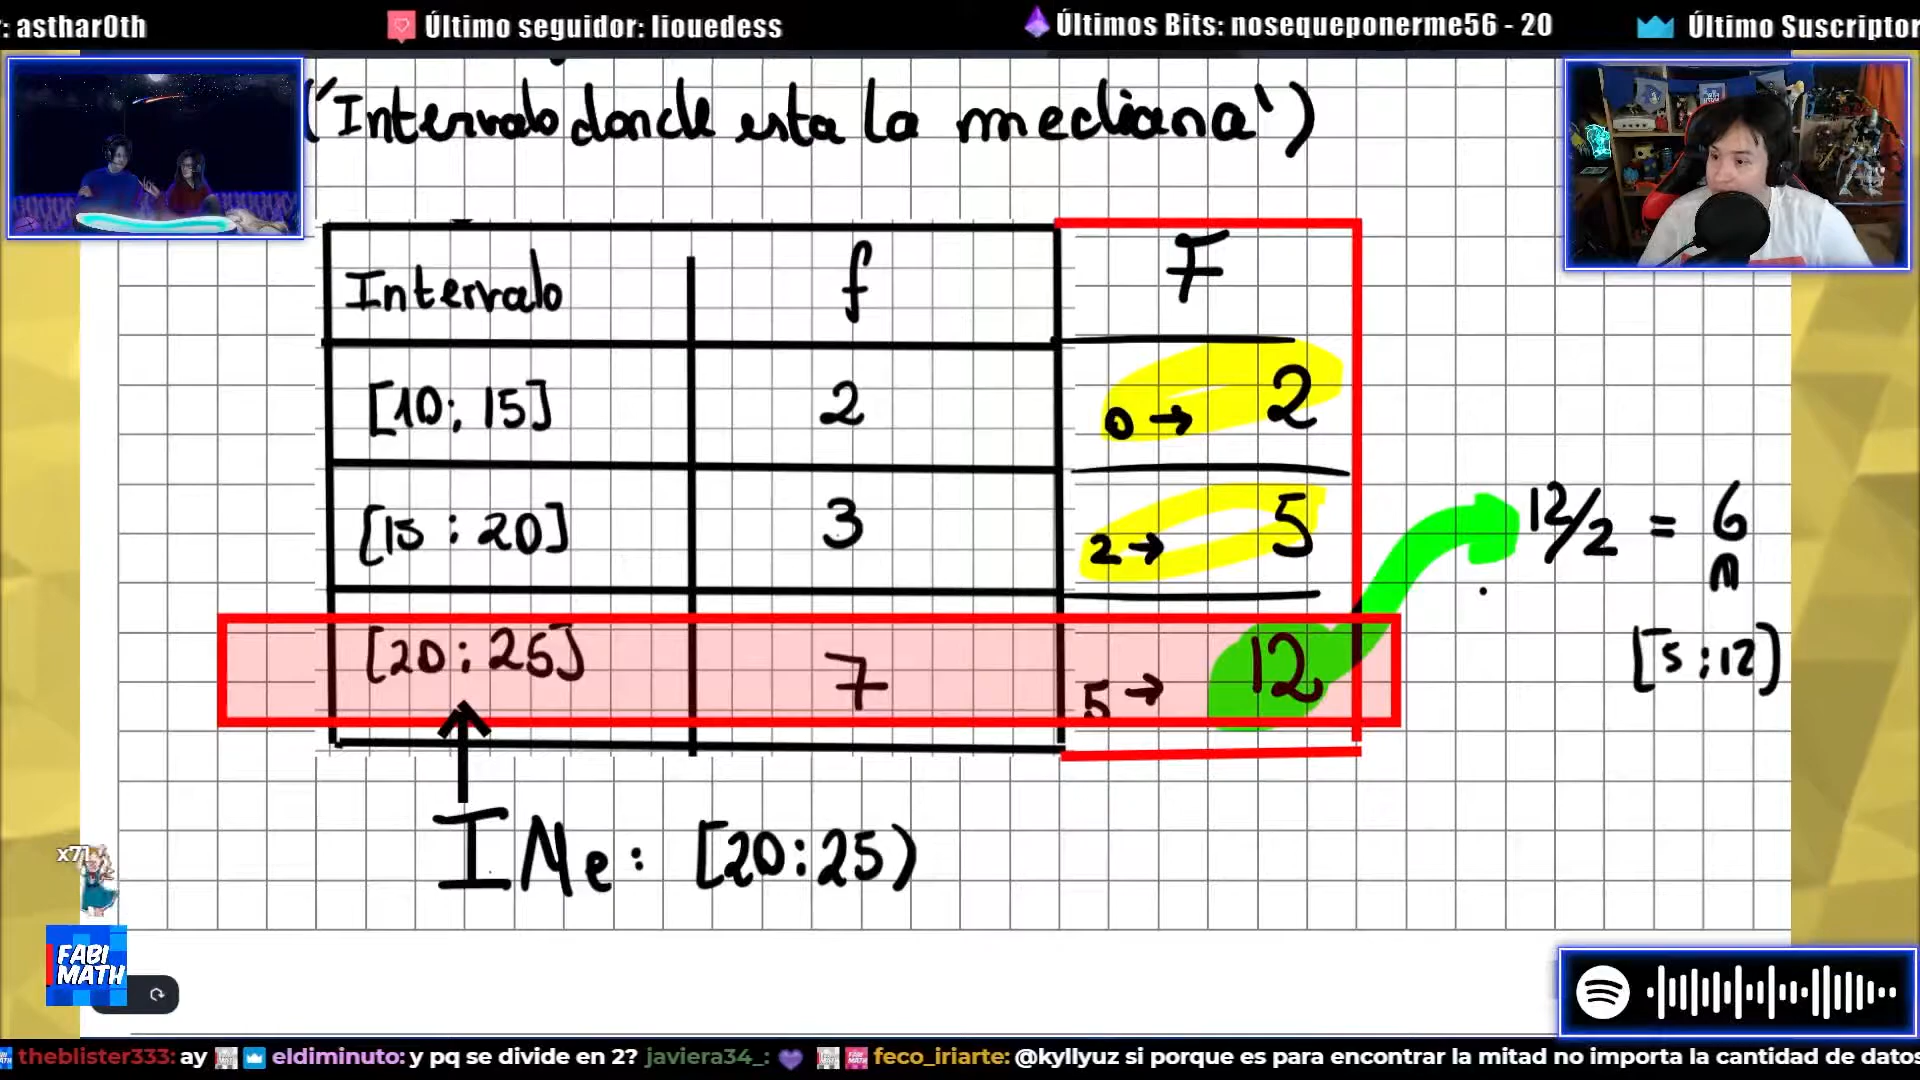 : asthar0th
Último seguidor: liouedess
Últimos Bits: nosequeponerme56 - 20
Último Suscriptor
('Intervalo donde esta la mediana')
Intervalo f F
[10; 15] 2 0 → 2
[15 : 20] 3 2 → 5
12/2 = 6
[5 ; 12]
[20 : 25] 7 5 → 12
IMe: [20:25)
x71
FABI
MATH
theblister333: ay eldiminuto: y pq se divide en 2? javiera34_: feco_iriarte: @kyllyuz si porque es para encontrar la mitad no importa la cantidad de datos